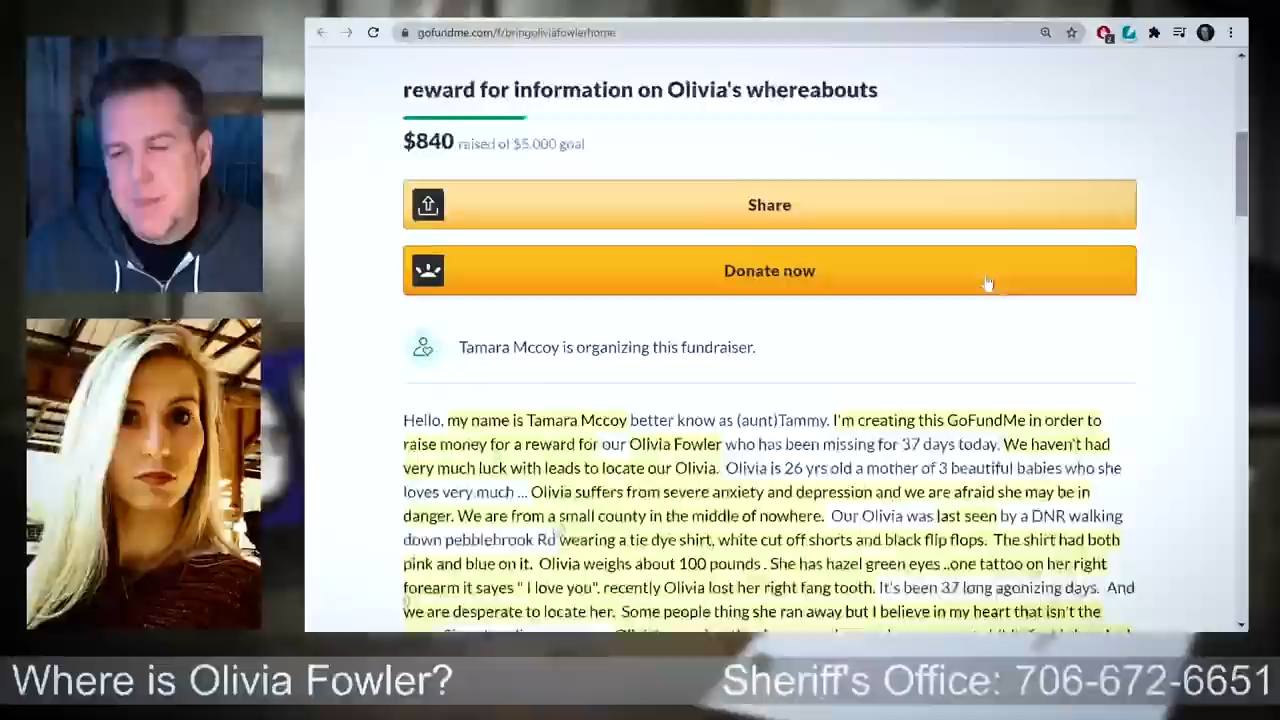 gofundme.com/f/bringoliviafowlerhome
reward for information on Olivia's whereabouts
$840 raised of $5,000 goal
Share
Donate now
Tamara Mccoy is organizing this fundraiser.
Hello, my name is Tamara Mccoy better know as (aunt)Tammy. I'm creating this GoFundMe in order to
raise money for a reward for our Olivia Fowler who has been missing for 37 days today. We haven't had
very much luck with leads to locate our Olivia. Olivia is 26 yrs old a mother of 3 beautiful babies who she
loves very much ... Olivia suffers from severe anxiety and depression and we are afraid she may be in
danger. We are from a small county in the middle of nowhere. Our Olivia was last seen by a DNR walking
down pebblebrook Rd wearing a tie dye shirt, white cut off shorts and black flip flops. The shirt had both
pink and blue on it. Olivia weighs about 100 pounds . She has hazel green eyes ..one tattoo on her right
forearm it sayes " I love you", recently Olivia lost her right fang tooth. It's been 37 long agonizing days. And
we are desperate to locate her. Some people thing she ran away but I believe in my heart that isn't the
Where is Olivia Fowler?
Sheriff's Office: 706-672-6651